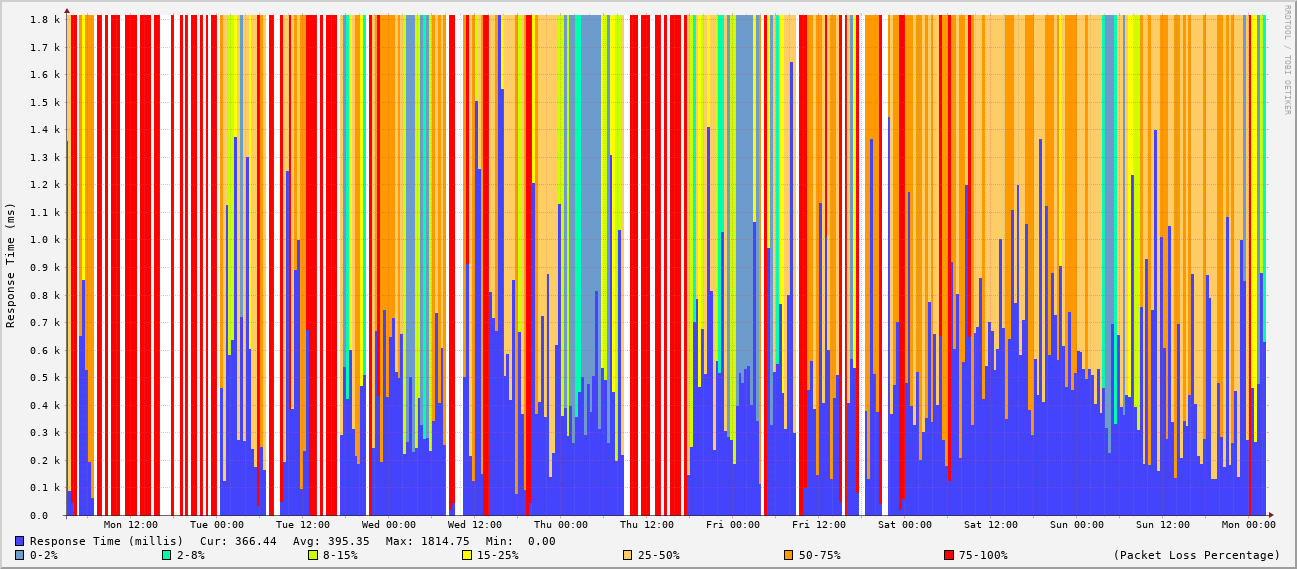 1.8 k
1.7 k
1.6 k
1.5 k
1.4 k
1.3 k
1.2 k
1.1 k
1.0 k
0.9 k
0.8 k
0.7 k
0.6 k
0.5 k
0.4 k
0.3 k
0.2 k
0.1 k
0.0
Response Time (ms)
RRDTOOL / TOBI OETIKER
Mon 12:00 Tue 00:00 Tue 12:00 Wed 00:00 Wed 12:00 Thu 00:00 Thu 12:00 Fri 00:00 Fri 12:00 Sat 00:00 Sat 12:00 Sun 00:00 Sun 12:00 Mon 00:00
Response Time (millis) Cur: 366.44 Avg: 395.35 Max: 1814.75 Min: 0.00
0-2% 2-8% 8-15% 15-25% 25-50% 50-75% 75-100% (Packet Loss Percentage)